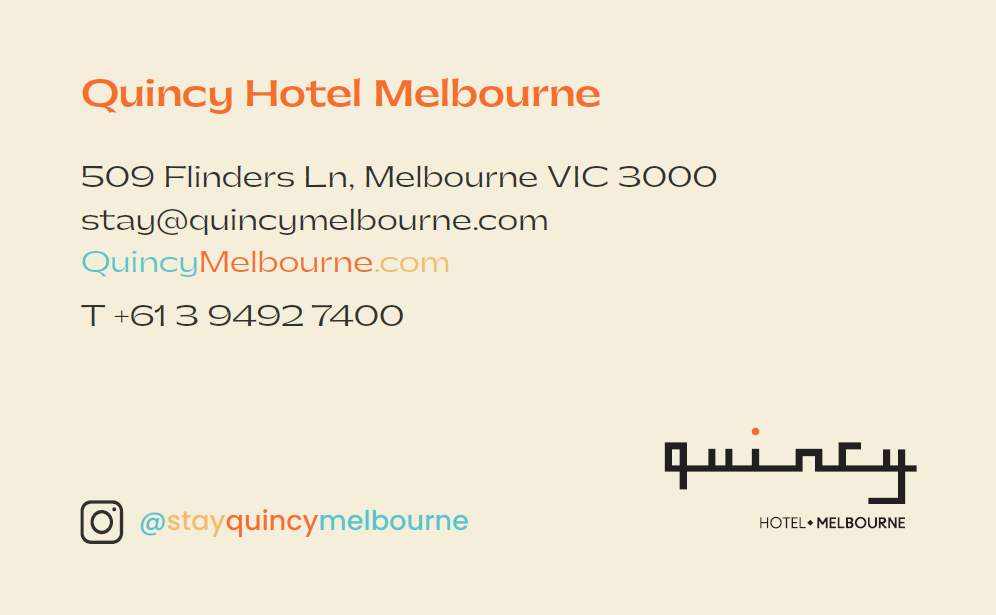 Quincy Hotel Melbourne
509 Flinders Ln, Melbourne VIC 3000
stay@quincymelbourne.com
QuincyMelbourne.com
T +61 3 9492 7400
quincy
HOTEL◆MELBOURNE
@stayquincymelbourne